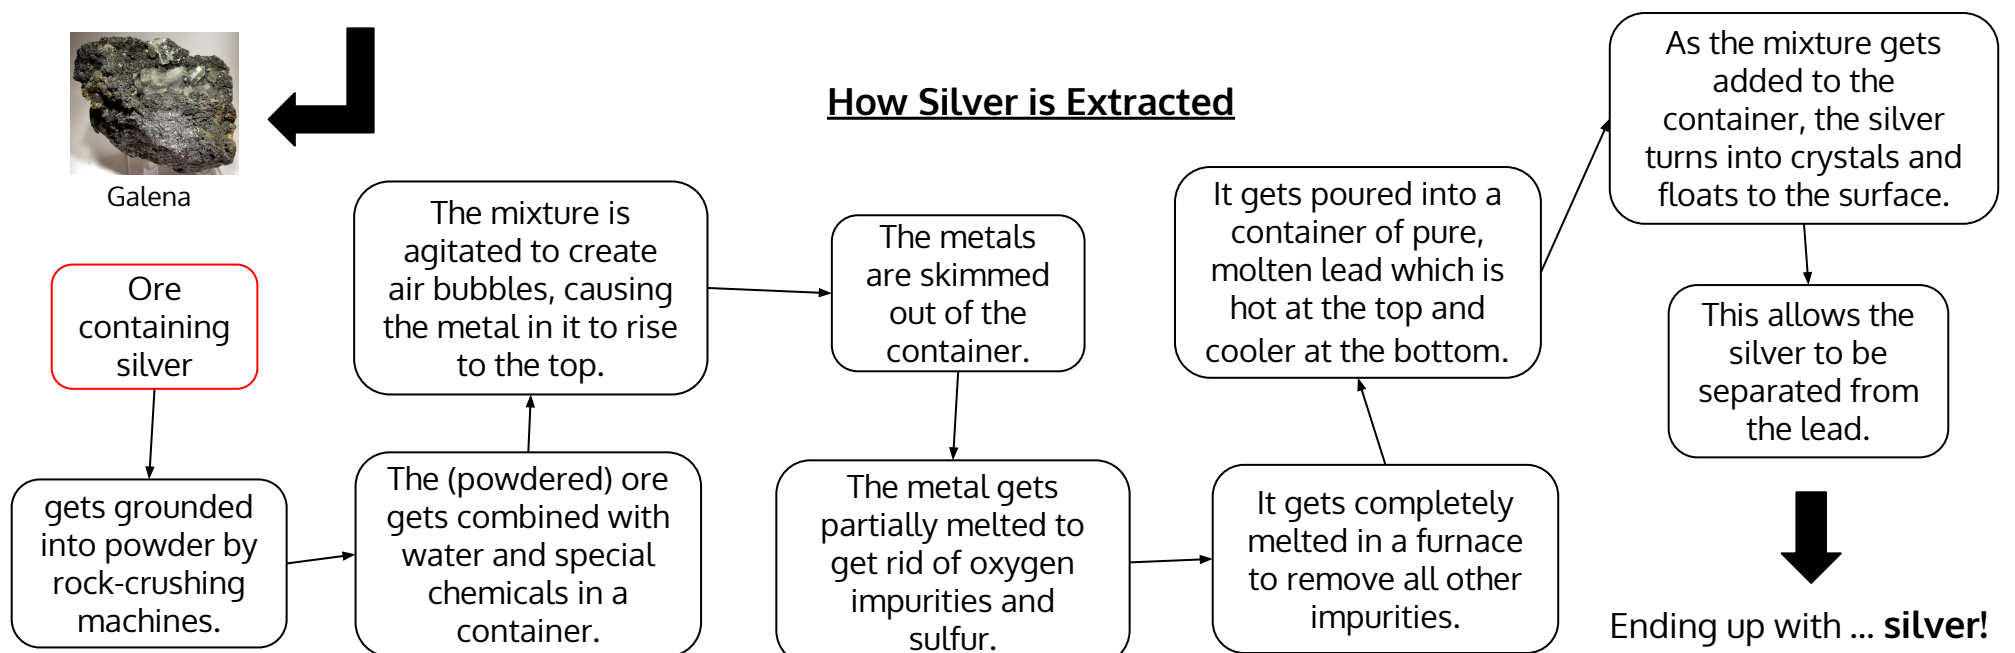 How Silver is Extracted
Galena
Ore
containing
silver
gets grounded
into powder by
rock-crushing
machines.
The (powdered) ore
gets combined with
water and special
chemicals in a
container.
The mixture is
agitated to create
air bubbles, causing
the metal in it to rise
to the top.
The metals
are skimmed
out of the
container.
The metal gets
partially melted to
get rid of oxygen
impurities and
sulfur.
It gets completely
melted in a furnace
to remove all other
impurities.
It gets poured into a
container of pure,
molten lead which is
hot at the top and
cooler at the bottom.
As the mixture gets
added to the
container, the silver
turns into crystals and
floats to the surface.
This allows the
silver to be
separated from
the lead.
Ending up with ... silver!